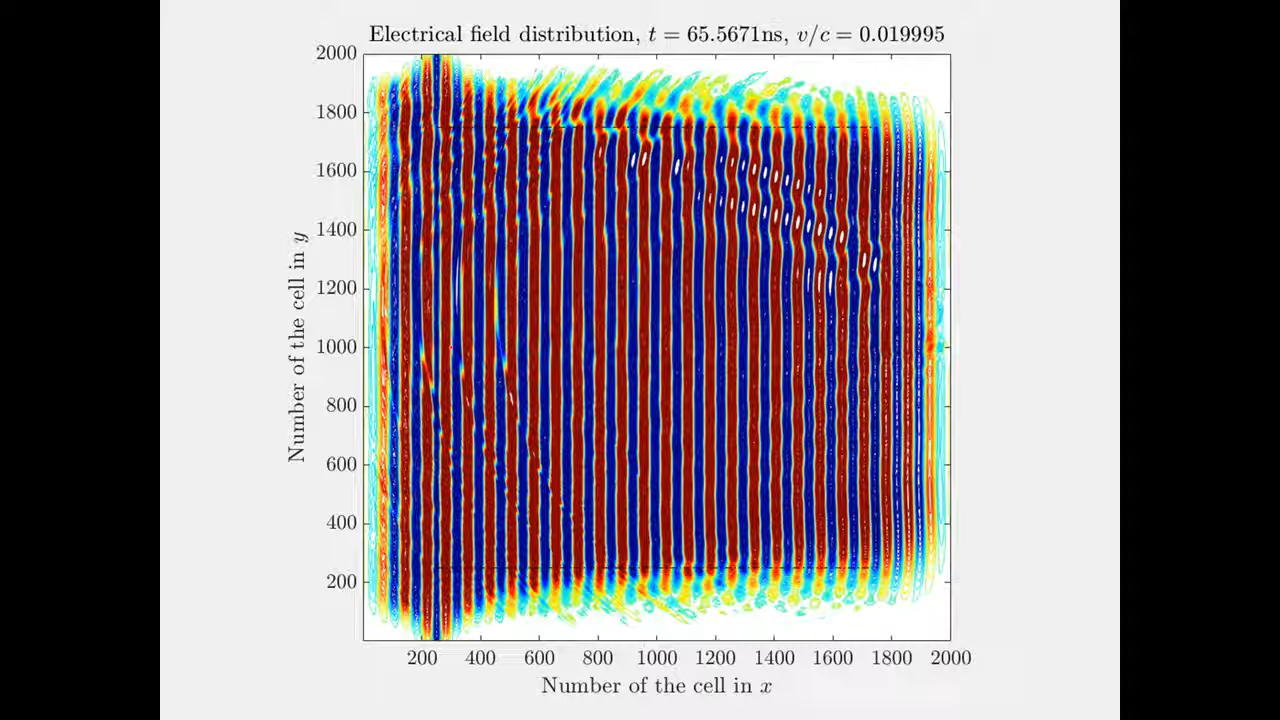 Electrical field distribution, t = 65.5671ns, v/c = 0.019995
2000
1800
1600
1400
1200
1000
800
600
400
200
Number of the cell in y
200 400 600 800 1000 1200 1400 1600 1800 2000
Number of the cell in x